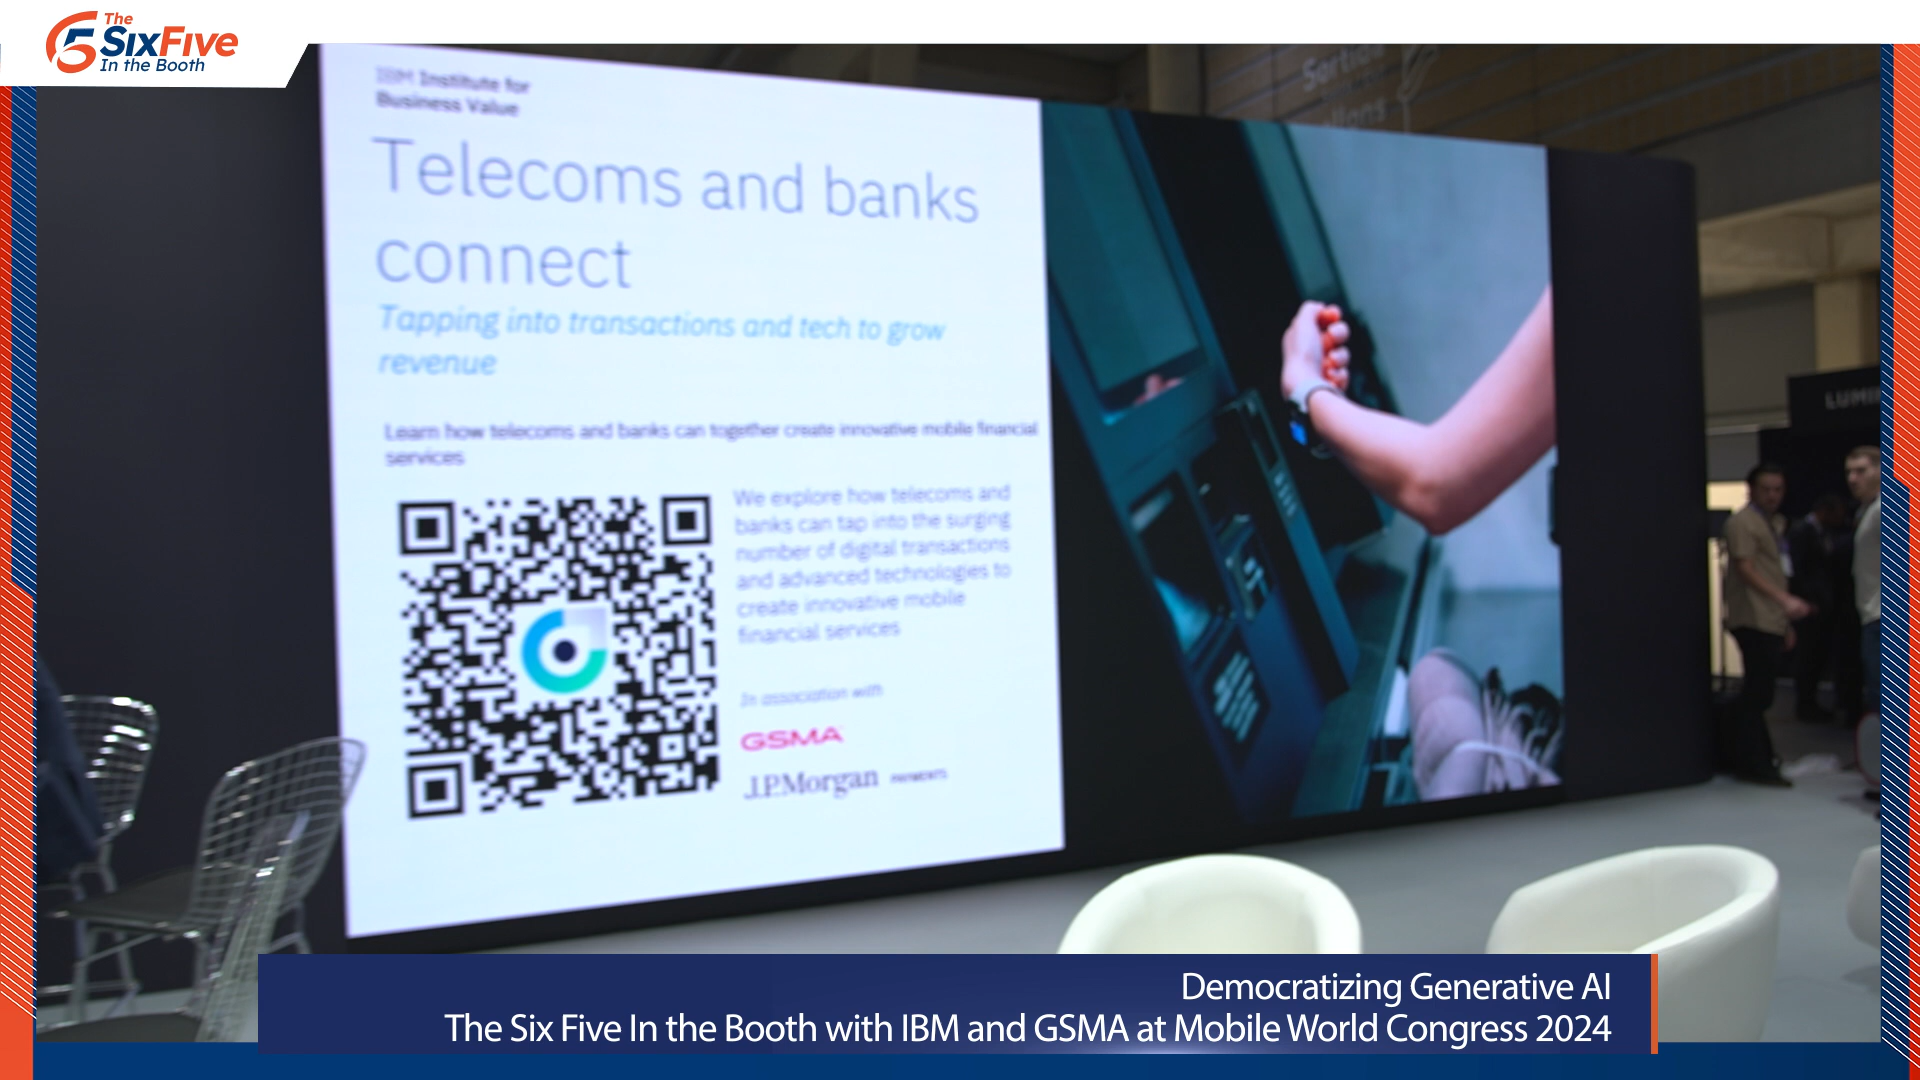 The
SixFive
In the Booth
IBM Institute for
Business Value
Telecoms and banks
connect
Tapping into transactions and tech to grow
revenue
Learn how telecoms and banks can together create innovative mobile financial
services
We explore how telecoms and
banks can tap into the surging
number of digital transactions
and advanced technologies to
create innovative mobile
financial services
In association with
GSMA
J.P.Morgan PAYMENTS
Sortida
Democratizing Generative AI
The Six Five In the Booth with IBM and GSMA at Mobile World Congress 2024